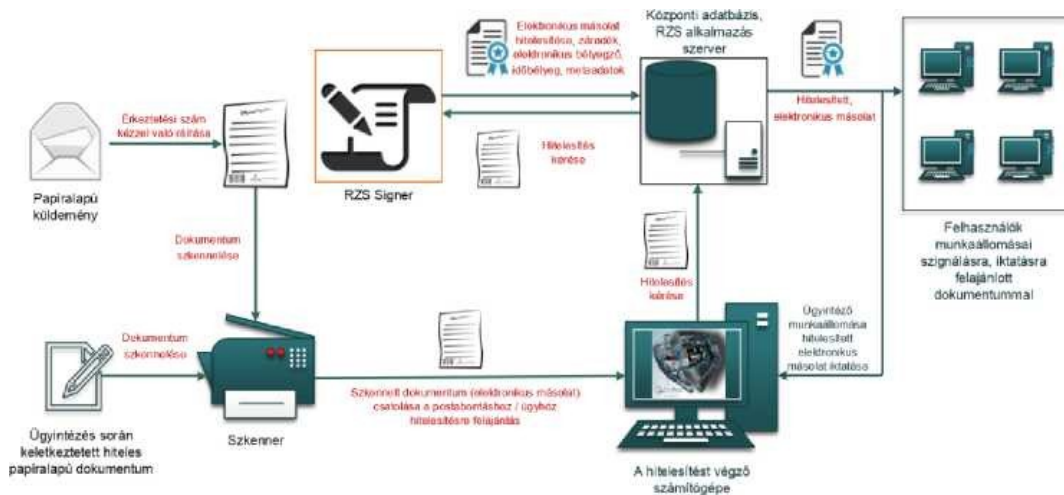 Elektronikus másolat
hitelesítése, záradék,
elektronikus bélyegző,
időbélyeg, metaadatok
Központi adatbázis,
RZS alkalmazás
szerver
Érkeztetési szám
kézzel való ráírása
Hitelesítés
kérése
Hitelesített,
elektronikus másolat
Papíralapú
küldemény
RZS Signer
Dokumentum
szkennelése
Hitelesítés
kérése
Felhasználók
munkaállomásai
szignálásra, iktatásra
felajánlott
dokumentummal
Dokumentum
szkennelése
Ügyintéző
munkaállomása
hitelesített
elektronikus
másolat iktatása
Szkennelt dokumentum (elektronikus másolat)
csatolása a postabontáshoz / ügyhöz
hitelesítésre felajánlás
Szkenner
Ügyintézés során
keletkeztetett hiteles
papíralapú dokumentum
A hitelesítést végző
számítógépe